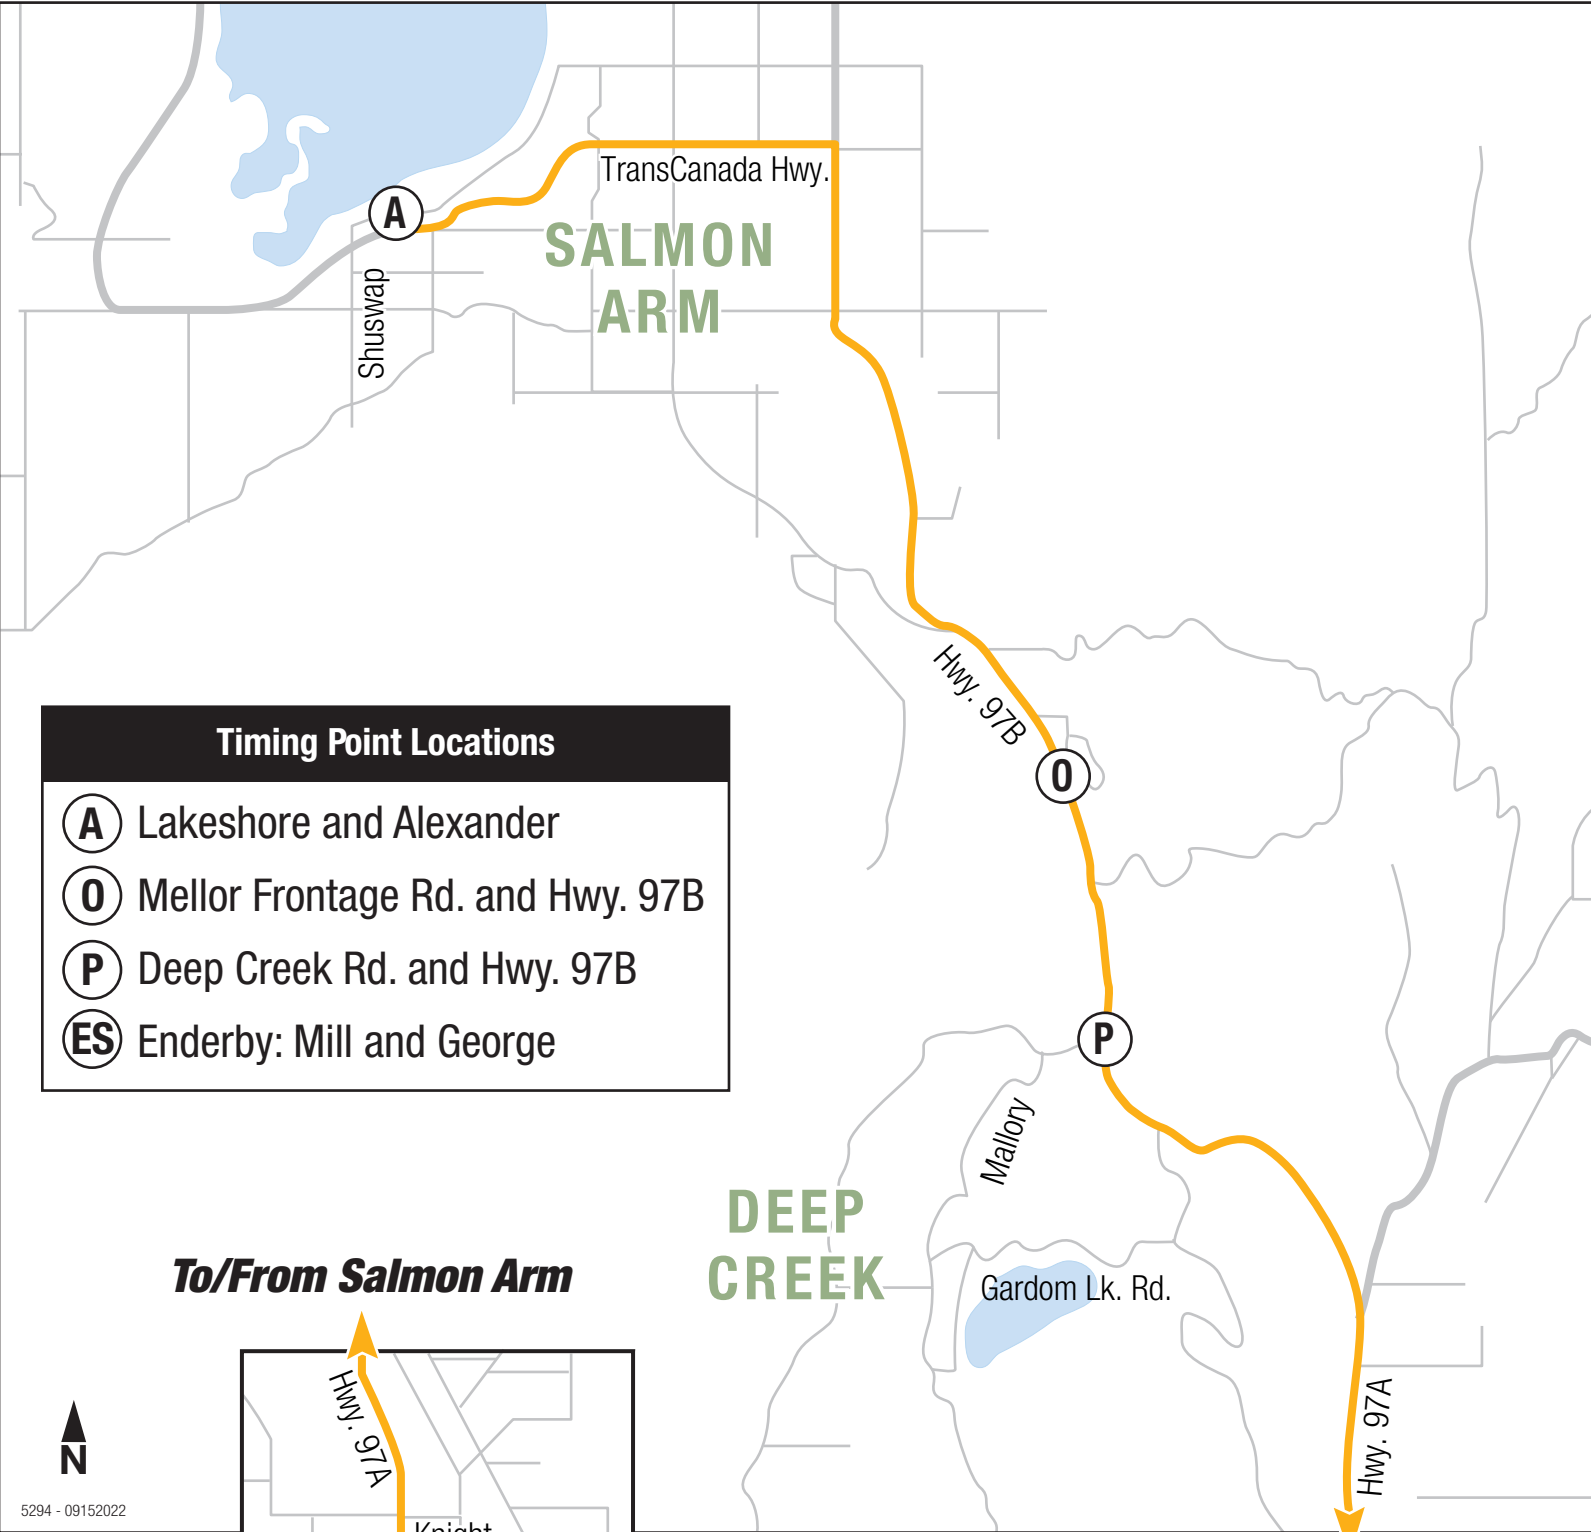 TransCanada Hwy.
A
SALMON
ARM
Shuswap
Hwy. 97B
O
Timing Point Locations
A Lakeshore and Alexander
O Mellor Frontage Rd. and Hwy. 97B
P Deep Creek Rd. and Hwy. 97B
ES Enderby: Mill and George
P
Mallory
DEEP
CREEK
To/From Salmon Arm
Gardom Lk. Rd.
Hwy. 97A
Hwy. 97A
N
5294 - 09152022
Knight